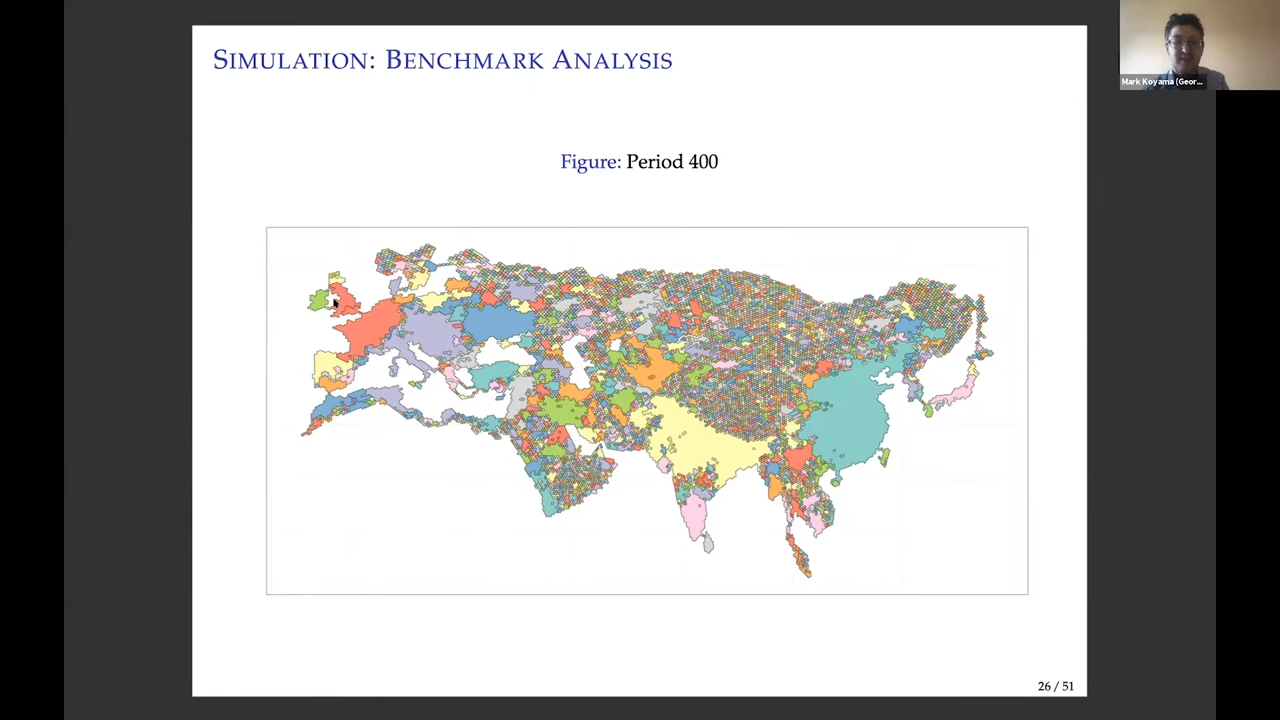 SIMULATION: BENCHMARK ANALYSIS
Mark Koyama (Geor...
Figure: Period 400
26 / 51